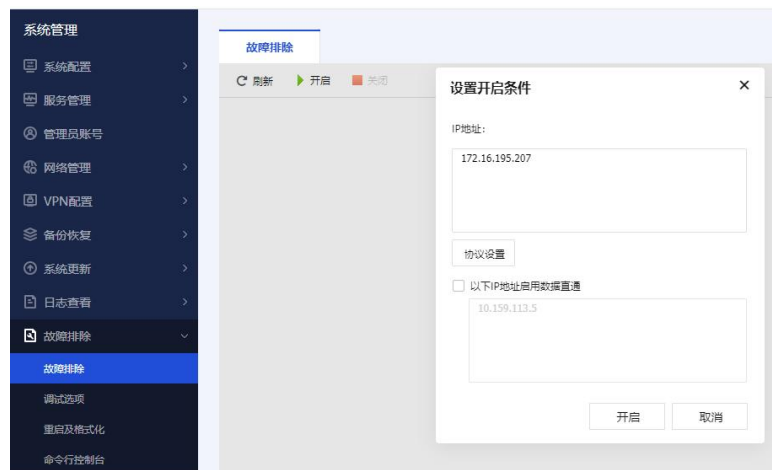 系统管理
系统配置
服务管理
管理员账号
网络管理
VPN配置
备份恢复
系统更新
日志查看
故障排除
故障排除
调试选项
重启及格式化
命令行控制台
故障排除
刷新 开启 关闭
设置开启条件
IP地址:
172.16.195.207
协议设置
以下IP地址启用数据直通
10.159.113.5
开启 取消